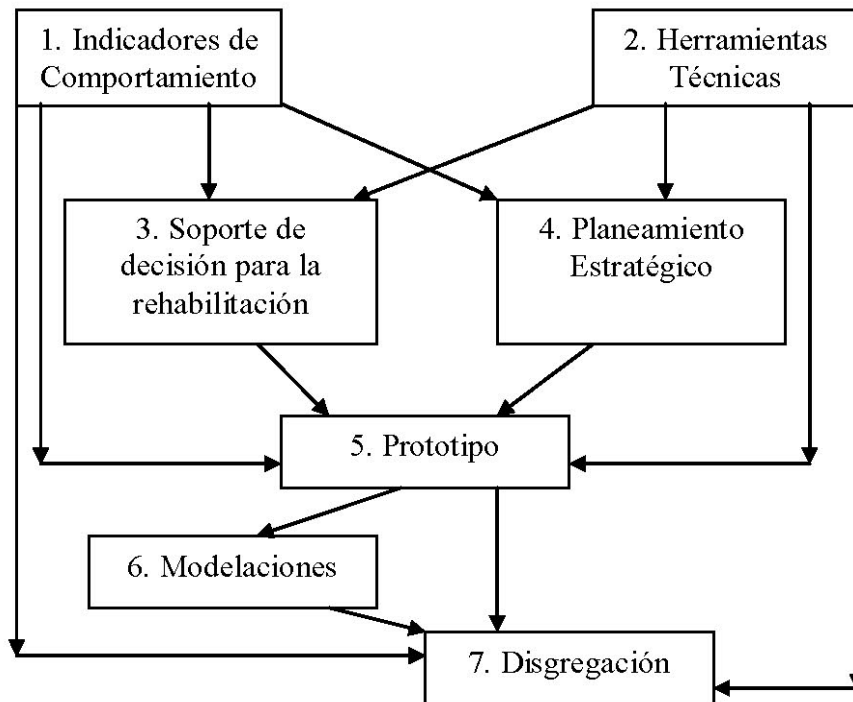 1. Indicadores de
Comportamiento
2. Herramientas
Técnicas
3. Soporte de
decisión para la
rehabilitación
4. Planeamiento
Estratégico
5. Prototipo
6. Modelaciones
7. Disgregación